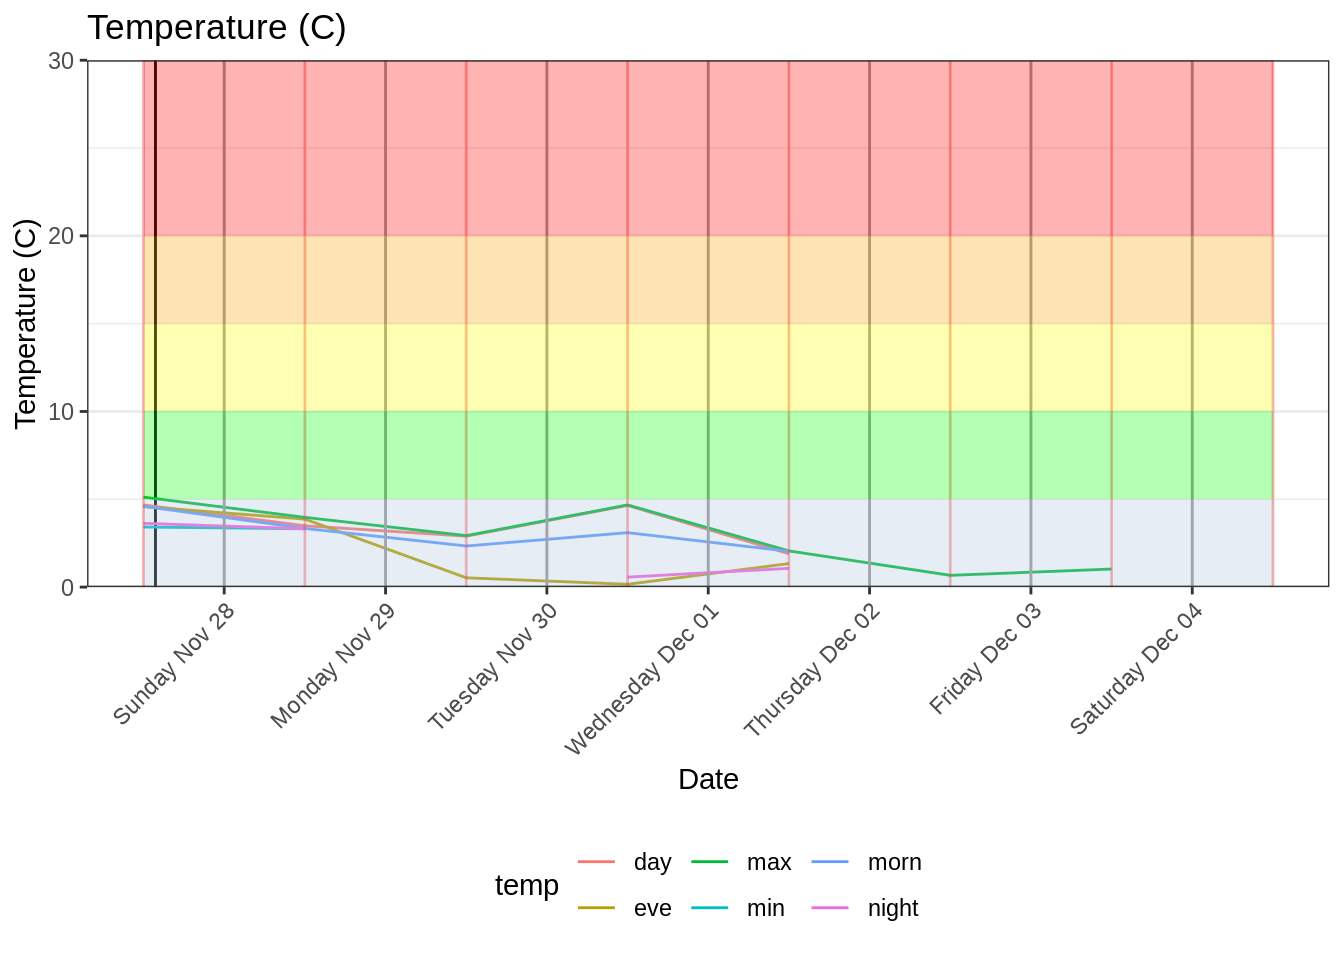 Temperature (C)
30
20
10
0
Temperature (C)
Sunday Nov 28
Monday Nov 29
Tuesday Nov 30
Wednesday Dec 01
Thursday Dec 02
Friday Dec 03
Saturday Dec 04
Date
temp
day max morn
eve min night